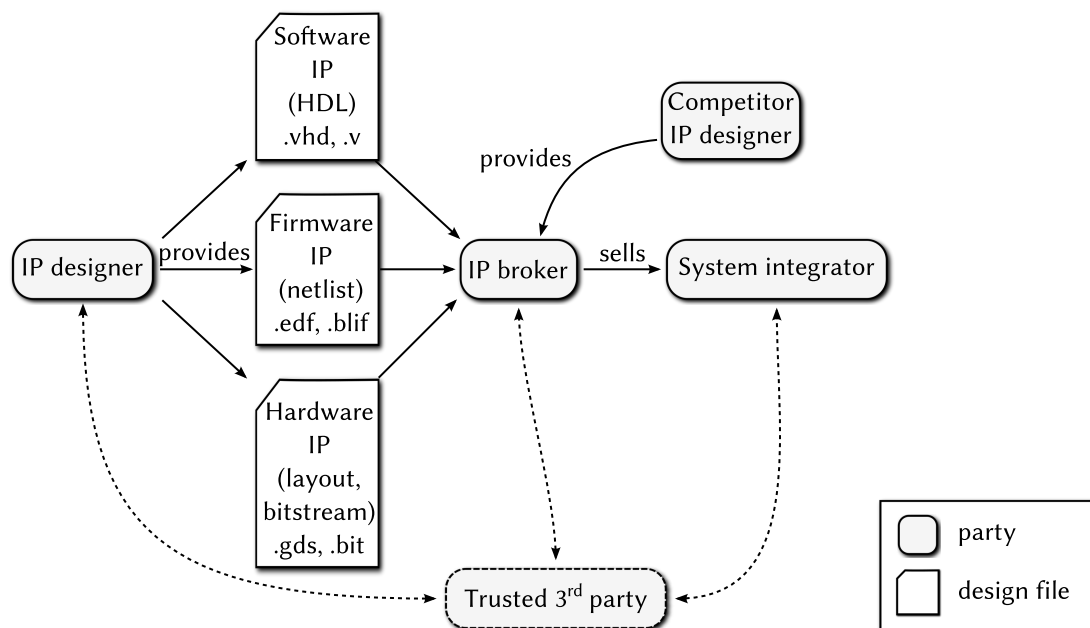 Software
IP
(HDL)
.vhd, .v
Competitor
IP designer
provides
Firmware
IP
(netlist)
.edf, .blif
IP designer
provides
IP broker
sells
System integrator
Hardware
IP
(layout,
bitstream)
.gds, .bit
Trusted 3rd party
party
design file